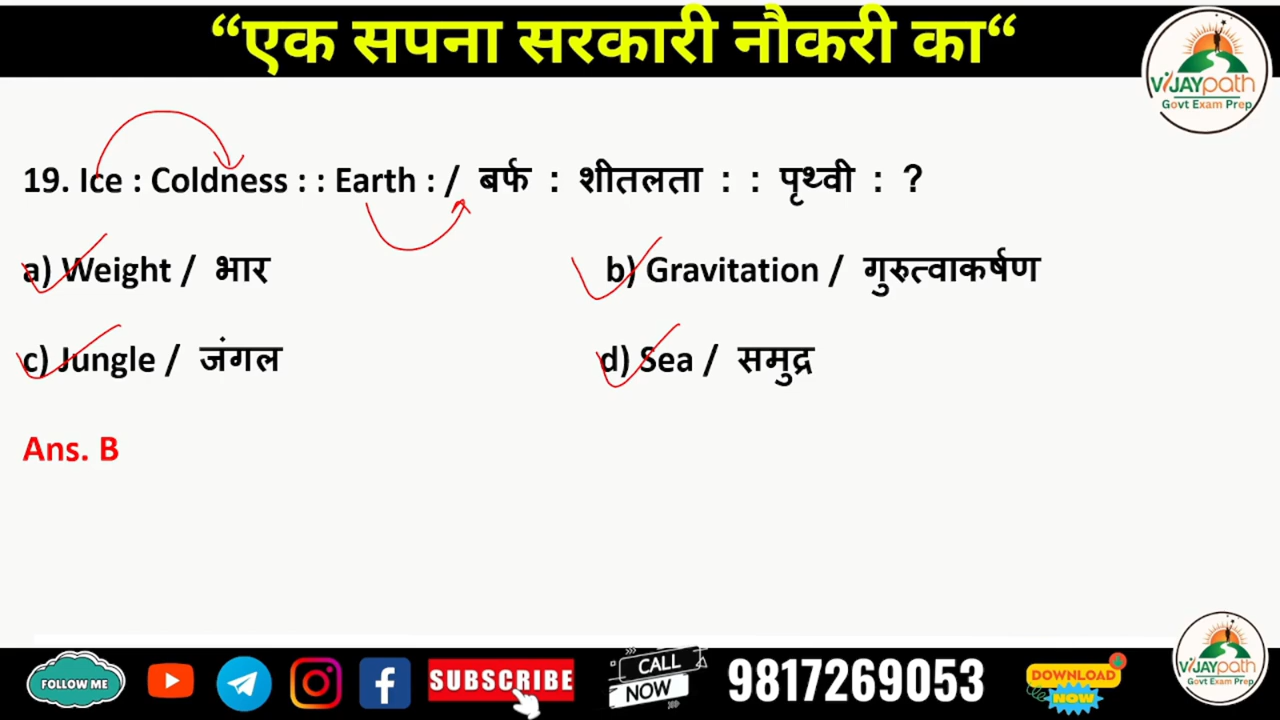 “एक सपना सरकारी नौकरी का“
VIJAYpath
Govt Exam Prep
19. Ice : Coldness : : Earth : / बर्फ : शीतलता : : पृथ्वी : ?
a) Weight / भार b) Gravitation / गुरुत्वाकर्षण
c) Jungle / जंगल d) Sea / समुद्र
Ans. B
FOLLOW ME SUBSCRIBE CALL NOW 9817269053 DOWNLOAD NOW
VIJAYpath
Govt Exam Prep